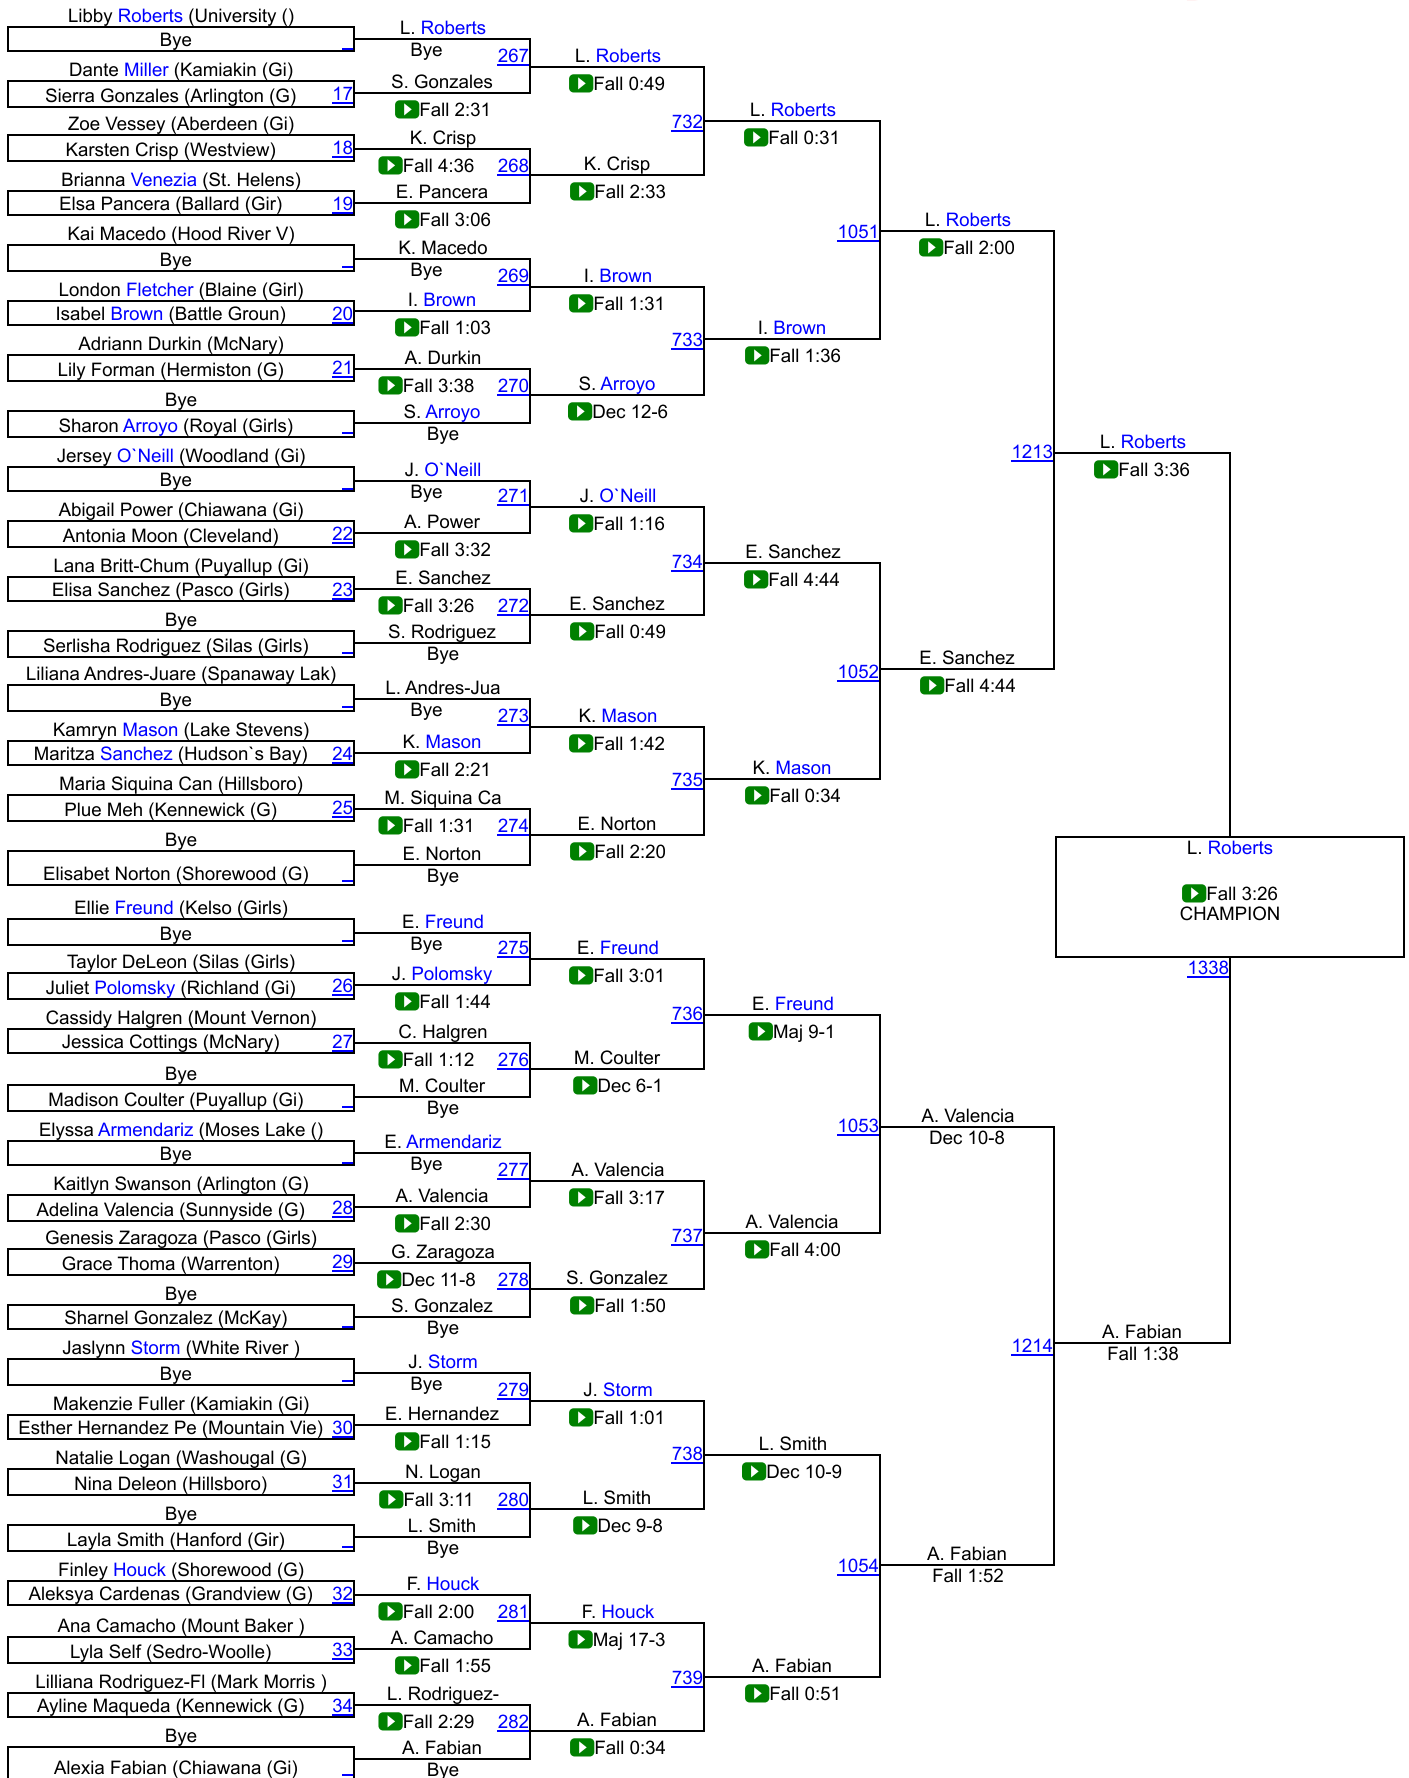 Libby Roberts (University ()
Bye
Dante Miller (Kamiakin (Gi)
Sierra Gonzales (Arlington (G) 17
Zoe Vessey (Aberdeen (Gi)
Karsten Crisp (Westview) 18
Brianna Venezia (St. Helens)
Elsa Pancera (Ballard (Gir) 19
Kai Macedo (Hood River V)
Bye
London Fletcher (Blaine (Girl)
Isabel Brown (Battle Groun) 20
Adriann Durkin (McNary)
Lily Forman (Hermiston (G) 21
Bye
Sharon Arroyo (Royal (Girls)
Jersey O`Neill (Woodland (Gi)
Bye
Abigail Power (Chiawana (Gi)
Antonia Moon (Cleveland) 22
Lana Britt-Chum (Puyallup (Gi)
Elisa Sanchez (Pasco (Girls) 23
Bye
Serlisha Rodriguez (Silas (Girls)
Liliana Andres-Juare (Spanaway Lak)
Bye
Kamryn Mason (Lake Stevens)
Maritza Sanchez (Hudson`s Bay) 24
Maria Siquina Can (Hillsboro)
Plue Meh (Kennewick (G) 25
Bye
Elisabet Norton (Shorewood (G)
Ellie Freund (Kelso (Girls)
Bye
Taylor DeLeon (Silas (Girls)
Juliet Polomsky (Richland (Gi) 26
Cassidy Halgren (Mount Vernon)
Jessica Cottings (McNary) 27
Bye
Madison Coulter (Puyallup (Gi)
Elyssa Armendariz (Moses Lake ()
Bye
Kaitlyn Swanson (Arlington (G)
Adelina Valencia (Sunnyside (G) 28
Genesis Zaragoza (Pasco (Girls)
Grace Thoma (Warrenton) 29
Bye
Sharnel Gonzalez (McKay)
Jaslynn Storm (White River )
Bye
Makenzie Fuller (Kamiakin (Gi)
Esther Hernandez Pe (Mountain Vie) 30
Natalie Logan (Washougal (G)
Nina Deleon (Hillsboro) 31
Bye
Layla Smith (Hanford (Gir)
Finley Houck (Shorewood (G)
Aleksya Cardenas (Grandview (G) 32
Ana Camacho (Mount Baker )
Lyla Self (Sedro-Woolle) 33
Lilliana Rodriguez-Fl (Mark Morris )
Ayline Maqueda (Kennewick (G) 34
Bye
Alexia Fabian (Chiawana (Gi)
L. Roberts
Bye
267
S. Gonzales
Fall 2:31
K. Crisp
Fall 4:36
268
E. Pancera
Fall 3:06
K. Macedo
Bye
269
I. Brown
Fall 1:03
A. Durkin
Fall 3:38
270
S. Arroyo
Bye
J. O`Neill
Bye
271
A. Power
Fall 3:32
E. Sanchez
Fall 3:26
272
S. Rodriguez
Bye
L. Andres-Jua
Bye
273
K. Mason
Fall 2:21
M. Siquina Ca
Fall 1:31
274
E. Norton
Bye
E. Freund
Bye
275
J. Polomsky
Fall 1:44
C. Halgren
Fall 1:12
276
M. Coulter
Bye
E. Armendariz
Bye
277
A. Valencia
Fall 2:30
G. Zaragoza
Dec 11-8
278
S. Gonzalez
Bye
J. Storm
Bye
279
E. Hernandez
Fall 1:15
N. Logan
Fall 3:11
280
L. Smith
Bye
F. Houck
Fall 2:00
281
A. Camacho
Fall 1:55
L. Rodriguez-
Fall 2:29
282
A. Fabian
Bye
L. Roberts
Fall 0:49
732
K. Crisp
Fall 2:33
I. Brown
Fall 1:31
733
S. Arroyo
Dec 12-6
J. O`Neill
Fall 1:16
734
E. Sanchez
Fall 0:49
K. Mason
Fall 1:42
735
E. Norton
Fall 2:20
E. Freund
Fall 3:01
736
M. Coulter
Dec 6-1
A. Valencia
Fall 3:17
737
S. Gonzalez
Fall 1:50
J. Storm
Fall 1:01
738
L. Smith
Dec 9-8
F. Houck
Maj 17-3
739
A. Fabian
Fall 0:34
L. Roberts
Fall 0:31
1051
I. Brown
Fall 1:36
E. Sanchez
Fall 4:44
1052
K. Mason
Fall 0:34
E. Freund
Maj 9-1
1053
A. Valencia
Fall 4:00
L. Smith
Dec 10-9
1054
A. Fabian
Fall 0:51
L. Roberts
Fall 2:00
1213
E. Sanchez
Fall 4:44
A. Valencia
Dec 10-8
1214
A. Fabian
Fall 1:52
L. Roberts
Fall 3:36
A. Fabian
Fall 1:38
L. Roberts
Fall 3:26
CHAMPION
1338